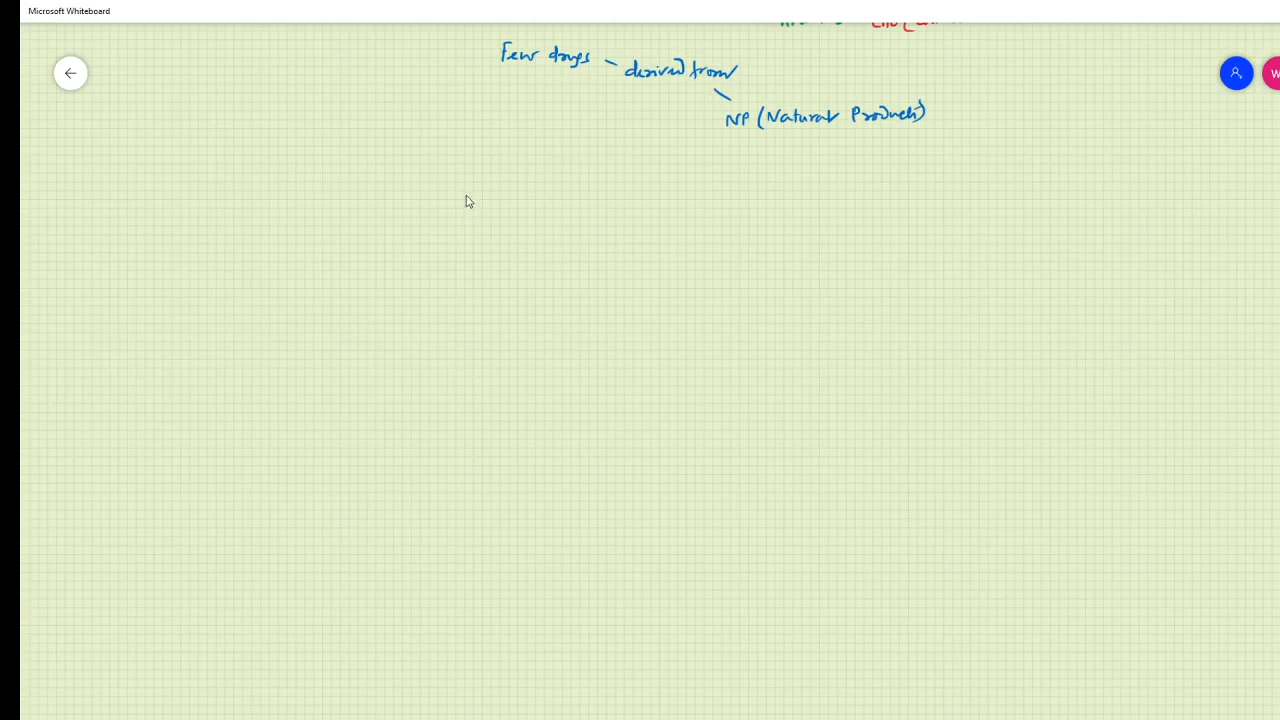 Microsoft Whiteboard
Few drugs - derived from
NP (Natural Products)
W